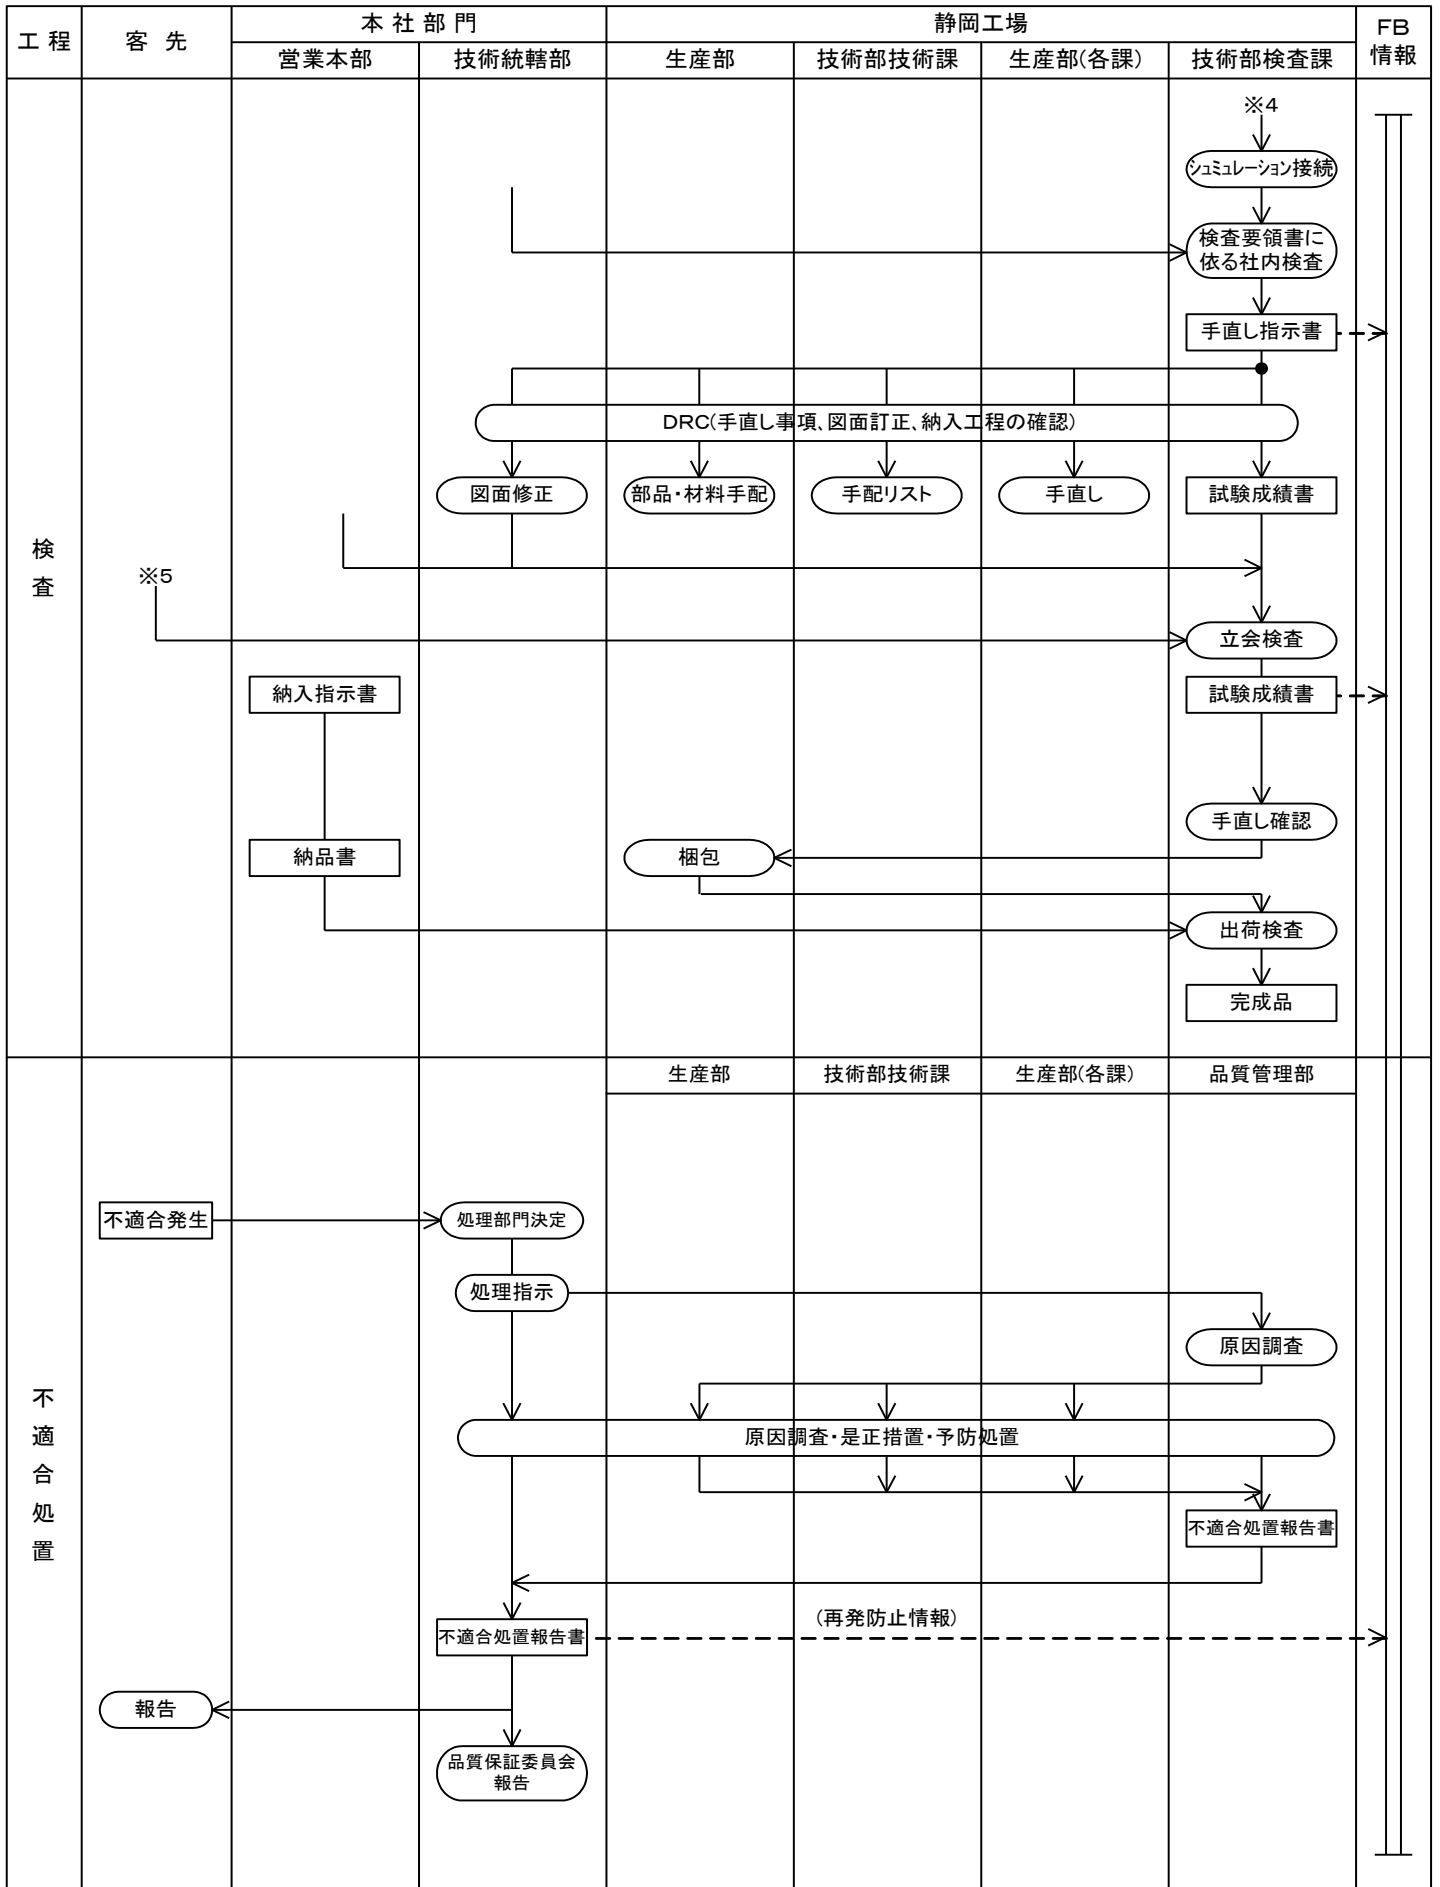 工程
客先
本社部門
静岡工場
FB
情報
営業本部
技術統轄部
生産部
技術部技術課
生産部(各課)
技術部検査課
※4
シュミュレーション接続
検査要領書に
依る社内検査
手直し指示書
DRC(手直し事項、図面訂正、納入工程の確認)
図面修正
部品・材料手配
手配リスト
手直し
試験成績書
検
査
※5
立会検査
納入指示書
試験成績書
手直し確認
納品書
梱包
出荷検査
完成品
生産部
技術部技術課
生産部(各課)
品質管理部
不適合発生
処理部門決定
処理指示
原因調査
不
適
合
処
置
原因調査・是正措置・予防処置
不適合処置報告書
(再発防止情報)
不適合処置報告書
報告
品質保証委員会
報告